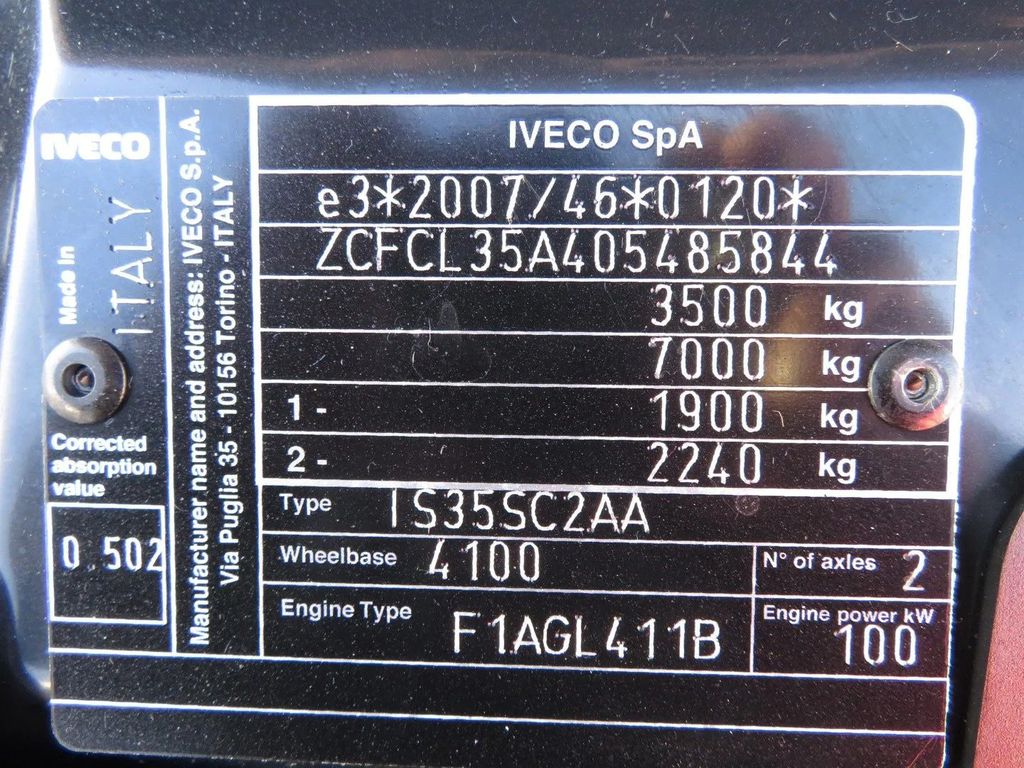 IVECO
Made in
ITALY
Corrected
absorption
value
0.502
Manufacturer name and address: IVECO S.p.A.
Via Puglia 35 - 10156 Torino - ITALY
IVECO SpA
e3*2007/46*0120*
ZCFCL35A405485844
3500 kg
7000 kg
1 - 1900 kg
2 - 2240 kg
Type IS35SC2AA
Wheelbase 4100
N° of axles 2
Engine Type F1AGL411B
Engine power kW
100